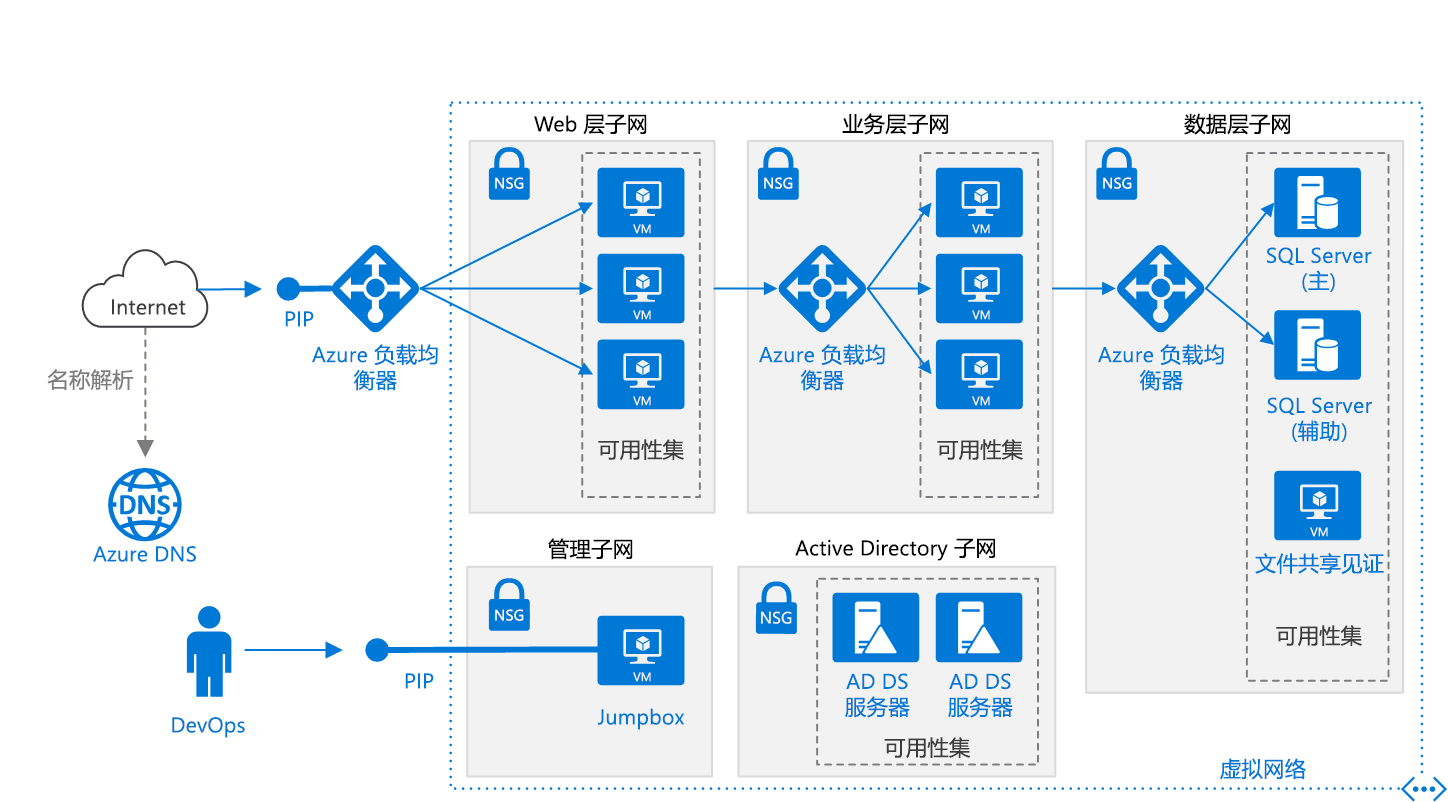 Web 层子网
业务层子网
数据层子网
NSG
NSG
NSG
VM
VM
SQL Server
(主)
Internet
PIP
VM
VM
Azure 负载均
衡器
Azure 负载均
衡器
Azure 负载均
衡器
名称解析
VM
VM
SQL Server
(辅助)
可用性集
可用性集
DNS
Azure DNS
VM
文件共享见证
可用性集
管理子网
Active Directory 子网
NSG
NSG
VM
Jumpbox
PIP
DevOps
AD DS
服务器
AD DS
服务器
可用性集
虚拟网络